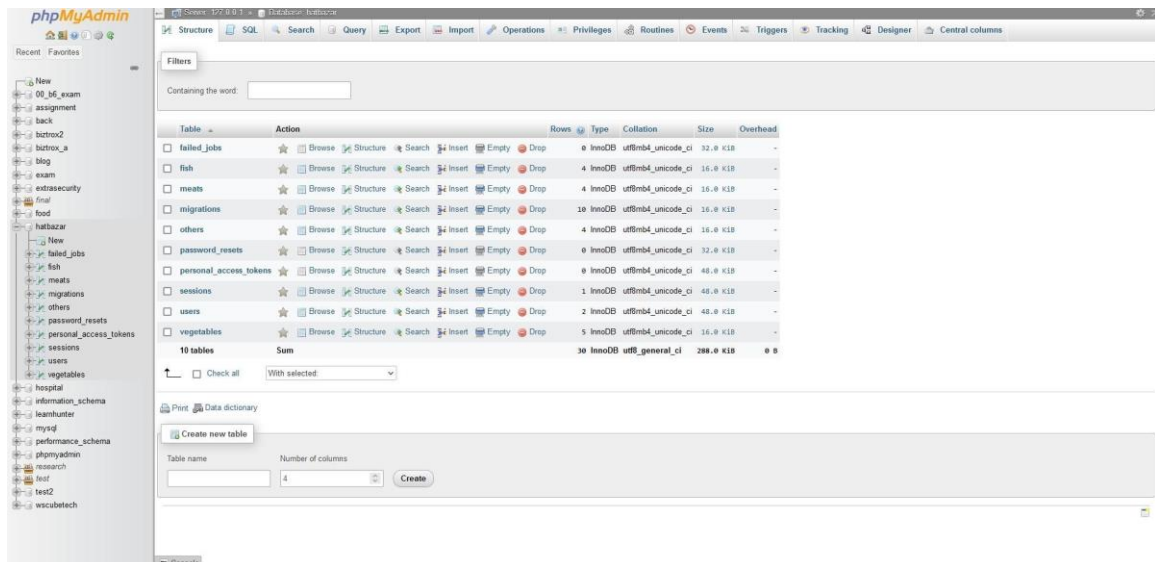 phpMyAdmin
Recent Favorites
New
00_b6_exam
assignment
back
biztrox2
biztrox_a
blog
exam
extrasecurity
final
food
hatbazar
New
failed_jobs
fish
meats
migrations
others
password_resets
personal_access_tokens
sessions
users
vegetables
hospital
information_schema
learnhunter
mysql
performance_schema
phpmyadmin
research
test
test2
wscubetech
Server: 127.0.0.1 » Database: hatbazar
Structure SQL Search Query Export Import Operations Privileges Routines Events Triggers Tracking Designer Central columns
Filters
Containing the word:
Table Action Rows Type Collation Size Overhead
failed_jobs Browse Structure Search Insert Empty Drop 0 InnoDB utf8mb4_unicode_ci 32.0 KiB -
fish Browse Structure Search Insert Empty Drop 4 InnoDB utf8mb4_unicode_ci 16.0 KiB -
meats Browse Structure Search Insert Empty Drop 4 InnoDB utf8mb4_unicode_ci 16.0 KiB -
migrations Browse Structure Search Insert Empty Drop 10 InnoDB utf8mb4_unicode_ci 16.0 KiB -
others Browse Structure Search Insert Empty Drop 4 InnoDB utf8mb4_unicode_ci 16.0 KiB -
password_resets Browse Structure Search Insert Empty Drop 0 InnoDB utf8mb4_unicode_ci 32.0 KiB -
personal_access_tokens Browse Structure Search Insert Empty Drop 0 InnoDB utf8mb4_unicode_ci 48.0 KiB -
sessions Browse Structure Search Insert Empty Drop 1 InnoDB utf8mb4_unicode_ci 48.0 KiB -
users Browse Structure Search Insert Empty Drop 2 InnoDB utf8mb4_unicode_ci 48.0 KiB -
vegetables Browse Structure Search Insert Empty Drop 5 InnoDB utf8mb4_unicode_ci 16.0 KiB -
10 tables Sum 30 InnoDB utf8_general_ci 288.0 KiB 0 B
Check all With selected:
Print Data dictionary
Create new table
Table name Number of columns
4 Create